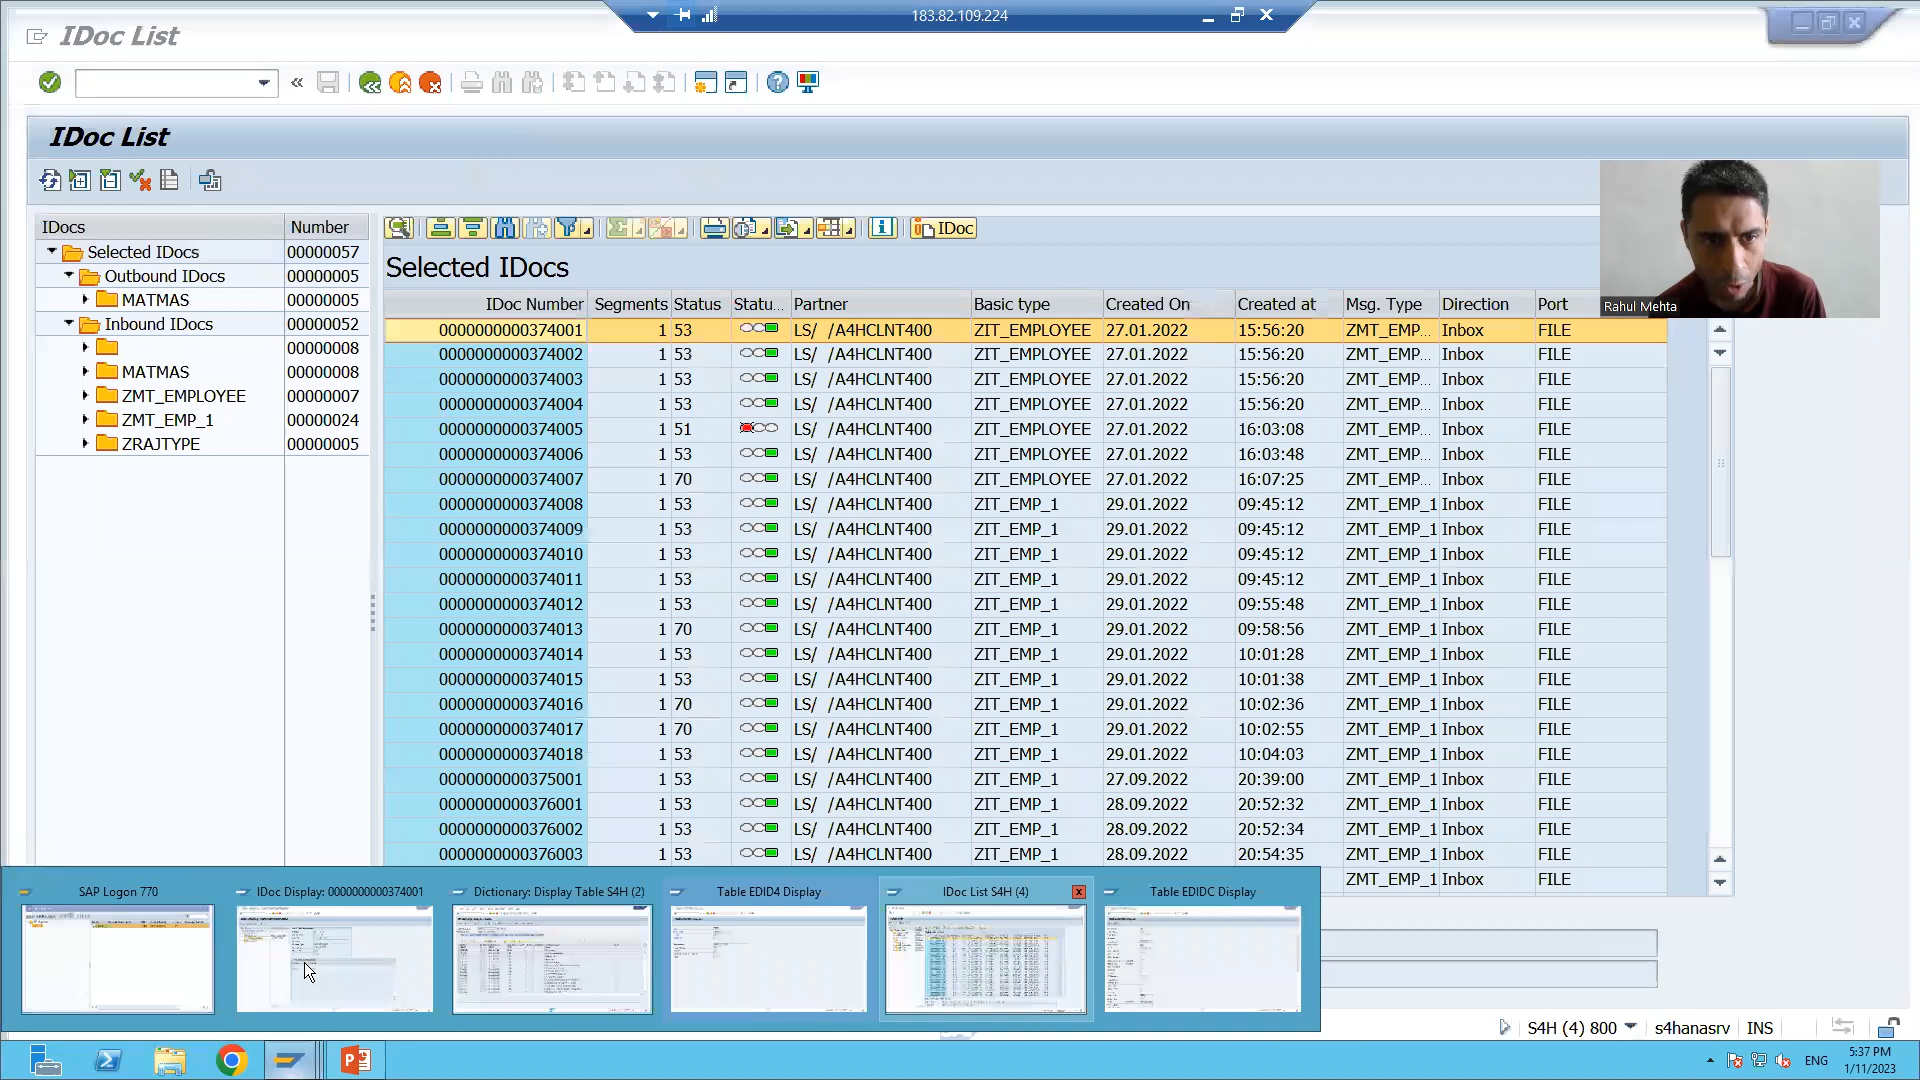 183.82.109.224
IDoc List
IDoc List
IDocs Number
Selected IDocs 00000057
Outbound IDocs 00000005
MATMAS 00000005
Inbound IDocs 00000052
00000008
MATMAS 00000008
ZMT_EMPLOYEE 00000007
ZMT_EMP_1 00000024
ZRAJTYPE 00000005
IDoc
Selected IDocs
IDoc Number Segments Status Statu... Partner Basic type Created On Created at Msg. Type Direction Port
0000000000374001 1 53 LS/ /A4HCLNT400 ZIT_EMPLOYEE 27.01.2022 15:56:20 ZMT_EMP... Inbox FILE
0000000000374002 1 53 LS/ /A4HCLNT400 ZIT_EMPLOYEE 27.01.2022 15:56:20 ZMT_EMP... Inbox FILE
0000000000374003 1 53 LS/ /A4HCLNT400 ZIT_EMPLOYEE 27.01.2022 15:56:20 ZMT_EMP... Inbox FILE
0000000000374004 1 53 LS/ /A4HCLNT400 ZIT_EMPLOYEE 27.01.2022 15:56:20 ZMT_EMP... Inbox FILE
0000000000374005 1 51 LS/ /A4HCLNT400 ZIT_EMPLOYEE 27.01.2022 16:03:08 ZMT_EMP... Inbox FILE
0000000000374006 1 53 LS/ /A4HCLNT400 ZIT_EMPLOYEE 27.01.2022 16:03:48 ZMT_EMP... Inbox FILE
0000000000374007 1 70 LS/ /A4HCLNT400 ZIT_EMPLOYEE 27.01.2022 16:07:25 ZMT_EMP... Inbox FILE
0000000000374008 1 53 LS/ /A4HCLNT400 ZIT_EMP_1 29.01.2022 09:45:12 ZMT_EMP_1 Inbox FILE
0000000000374009 1 53 LS/ /A4HCLNT400 ZIT_EMP_1 29.01.2022 09:45:12 ZMT_EMP_1 Inbox FILE
0000000000374010 1 53 LS/ /A4HCLNT400 ZIT_EMP_1 29.01.2022 09:45:12 ZMT_EMP_1 Inbox FILE
0000000000374011 1 53 LS/ /A4HCLNT400 ZIT_EMP_1 29.01.2022 09:45:12 ZMT_EMP_1 Inbox FILE
0000000000374012 1 53 LS/ /A4HCLNT400 ZIT_EMP_1 29.01.2022 09:55:48 ZMT_EMP_1 Inbox FILE
0000000000374013 1 70 LS/ /A4HCLNT400 ZIT_EMP_1 29.01.2022 09:58:56 ZMT_EMP_1 Inbox FILE
0000000000374014 1 53 LS/ /A4HCLNT400 ZIT_EMP_1 29.01.2022 10:01:28 ZMT_EMP_1 Inbox FILE
0000000000374015 1 53 LS/ /A4HCLNT400 ZIT_EMP_1 29.01.2022 10:01:38 ZMT_EMP_1 Inbox FILE
0000000000374016 1 70 LS/ /A4HCLNT400 ZIT_EMP_1 29.01.2022 10:02:36 ZMT_EMP_1 Inbox FILE
0000000000374017 1 70 LS/ /A4HCLNT400 ZIT_EMP_1 29.01.2022 10:02:55 ZMT_EMP_1 Inbox FILE
0000000000374018 1 53 LS/ /A4HCLNT400 ZIT_EMP_1 29.01.2022 10:04:03 ZMT_EMP_1 Inbox FILE
0000000000375001 1 53 LS/ /A4HCLNT400 ZIT_EMP_1 27.09.2022 20:39:00 ZMT_EMP_1 Inbox FILE
0000000000376001 1 53 LS/ /A4HCLNT400 ZIT_EMP_1 28.09.2022 20:52:32 ZMT_EMP_1 Inbox FILE
0000000000376002 1 53 LS/ /A4HCLNT400 ZIT_EMP_1 28.09.2022 20:52:34 ZMT_EMP_1 Inbox FILE
0000000000376003 1 53 LS/ /A4HCLNT400 ZIT_EMP_1 28.09.2022 20:54:35 ZMT_EMP_1 Inbox FILE
ZMT_EMP_1 Inbox FILE
Rahul Mehta
SAP Logon 770
IDoc Display: 0000000000374001
Dictionary: Display Table S4H (2)
Table EDID4 Display
IDoc List S4H (4)
Table EDIDC Display
S4H (4) 800 s4hanasrv INS
ENG
5:37 PM
1/11/2023